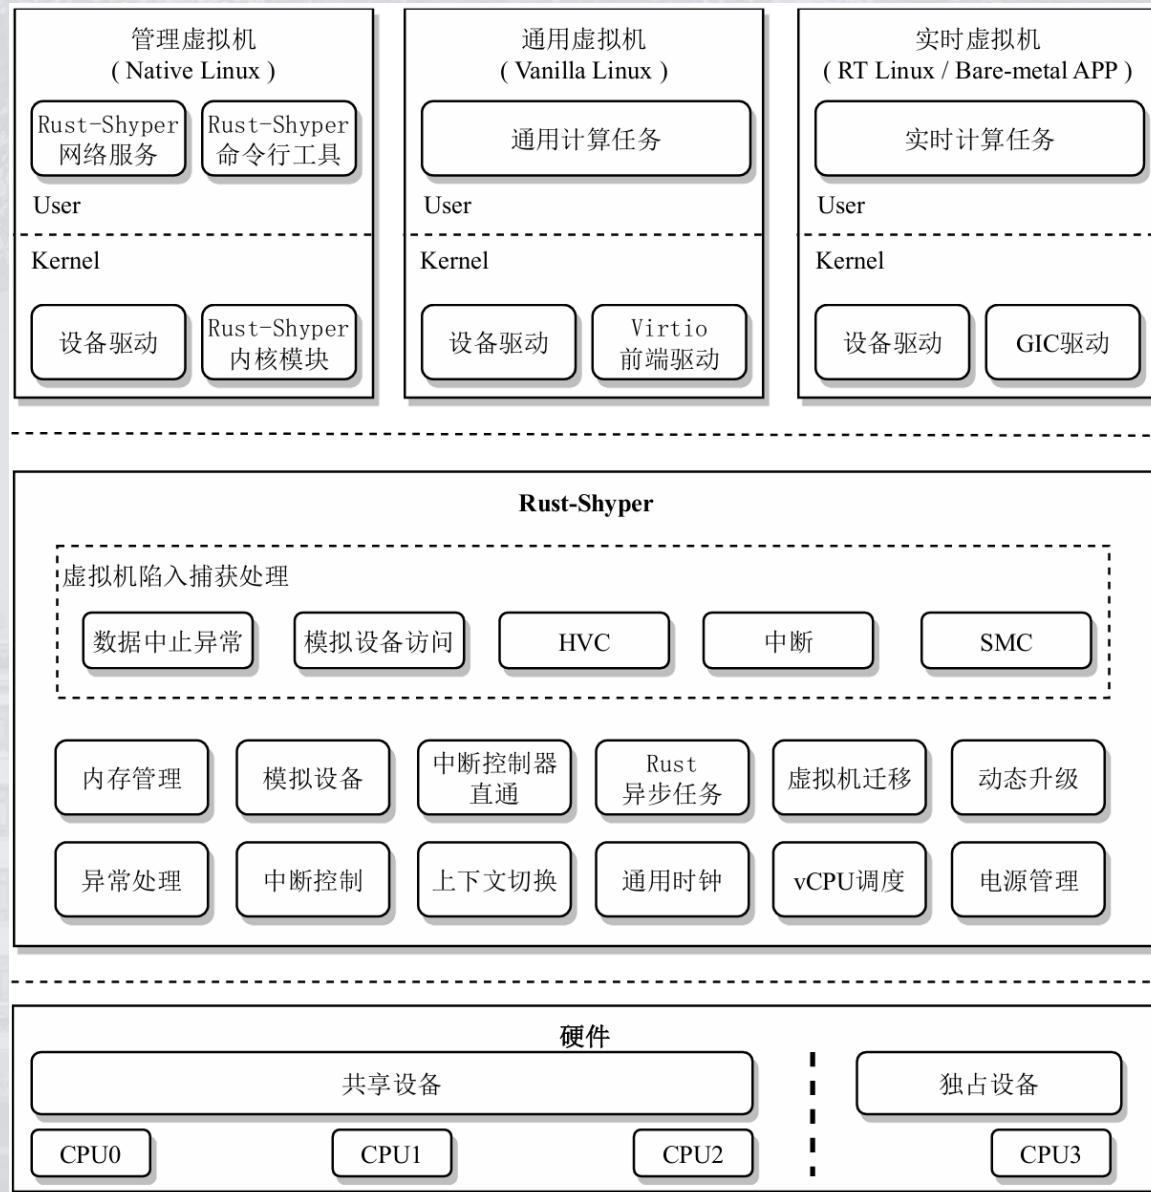 管理虚拟机
( Native Linux )
Rust-Shyper
网络服务
Rust-Shyper
命令行工具
User
Kernel
设备驱动
Rust-Shyper
内核模块
通用虚拟机
( Vanilla Linux )
通用计算任务
User
Kernel
设备驱动
Virtio
前端驱动
实时虚拟机
( RT Linux / Bare-metal APP )
实时计算任务
User
Kernel
设备驱动
GIC驱动
Rust-Shyper
虚拟机陷入捕获处理
数据中止异常
模拟设备访问
HVC
中断
SMC
内存管理
模拟设备
中断控制器
直通
Rust
异步任务
虚拟机迁移
动态升级
异常处理
中断控制
上下文切换
通用时钟
vCPU调度
电源管理
硬件
共享设备
独占设备
CPU0
CPU1
CPU2
CPU3